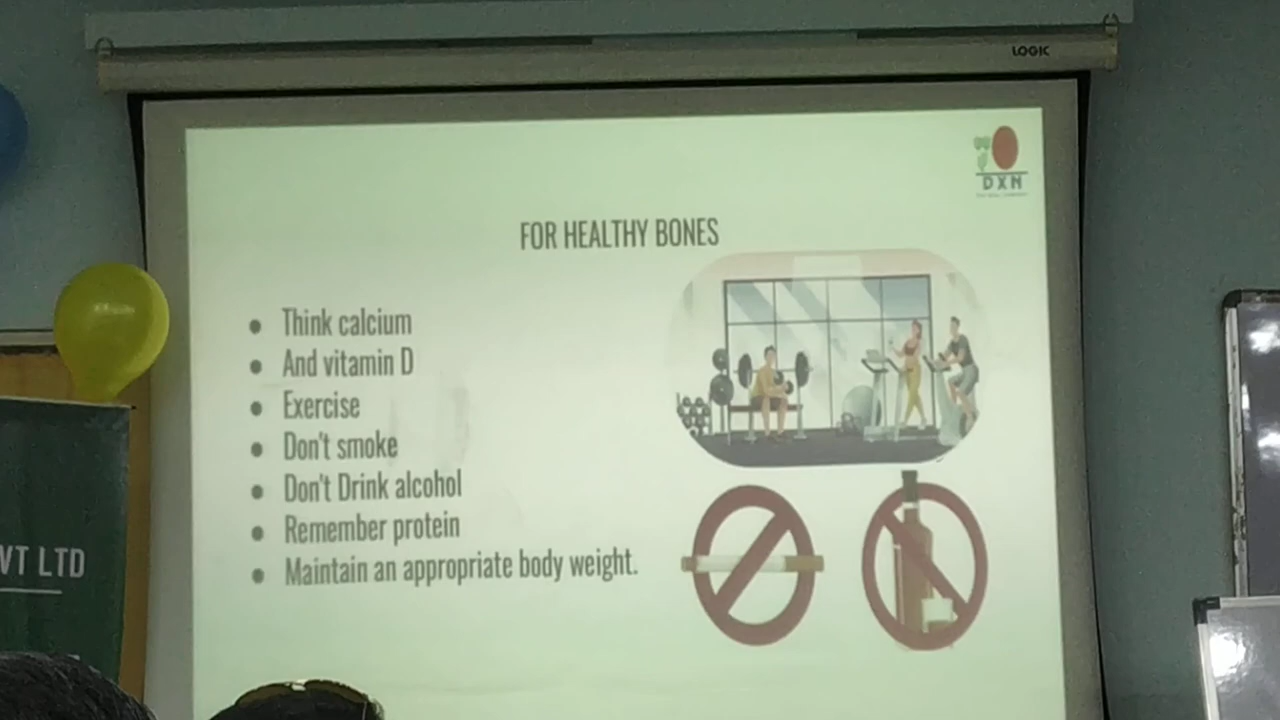 LOGIC
DXN
FOR HEALTHY BONES
Think calcium
And vitamin D
Exercise
Don't smoke
Don't Drink alcohol
Remember protein
Maintain an appropriate body weight.
VT LTD